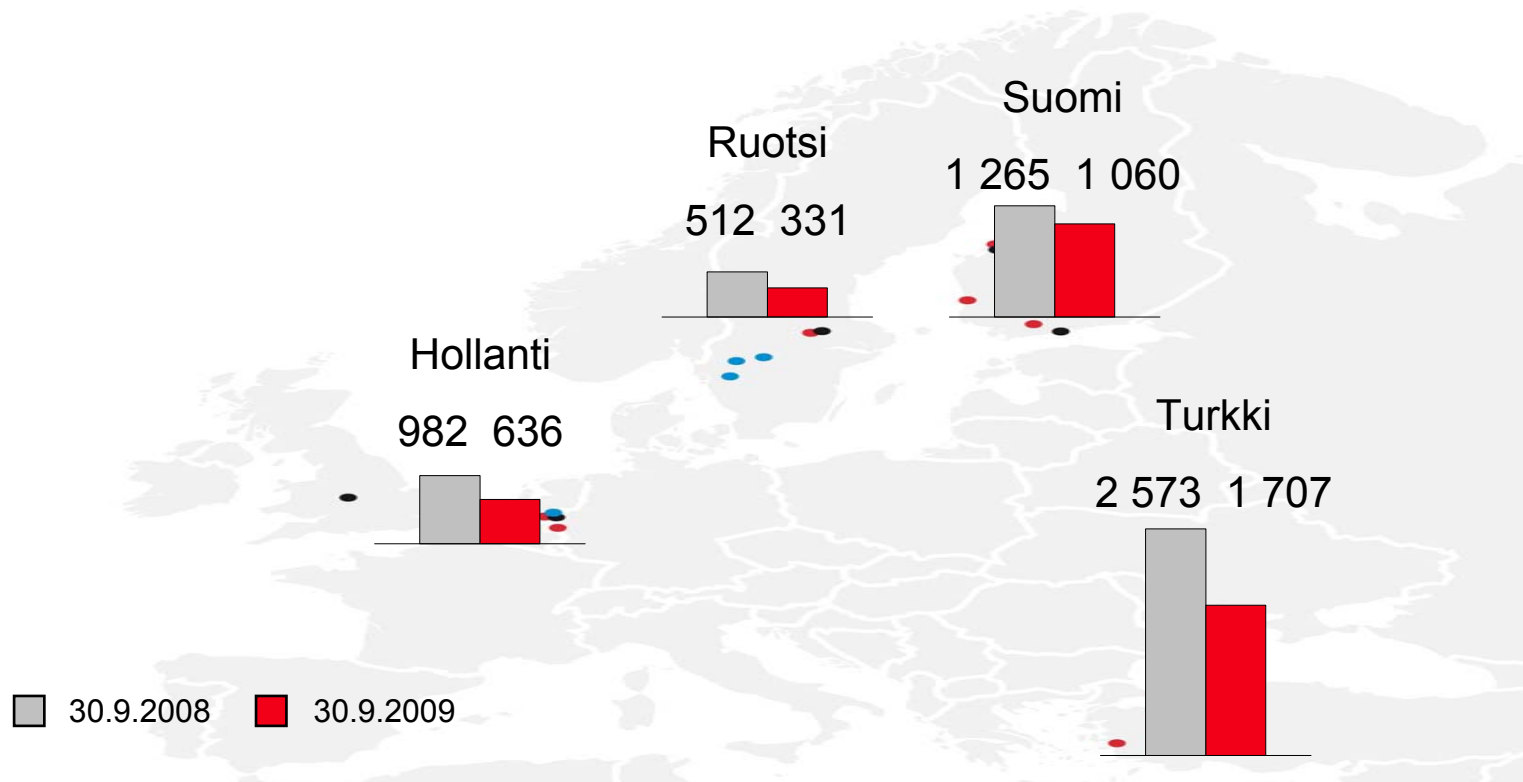 Suomi
1 265 1 060
Ruotsi
512 331
Hollanti
982 636
Turkki
2 573 1 707
30.9.2008 30.9.2009